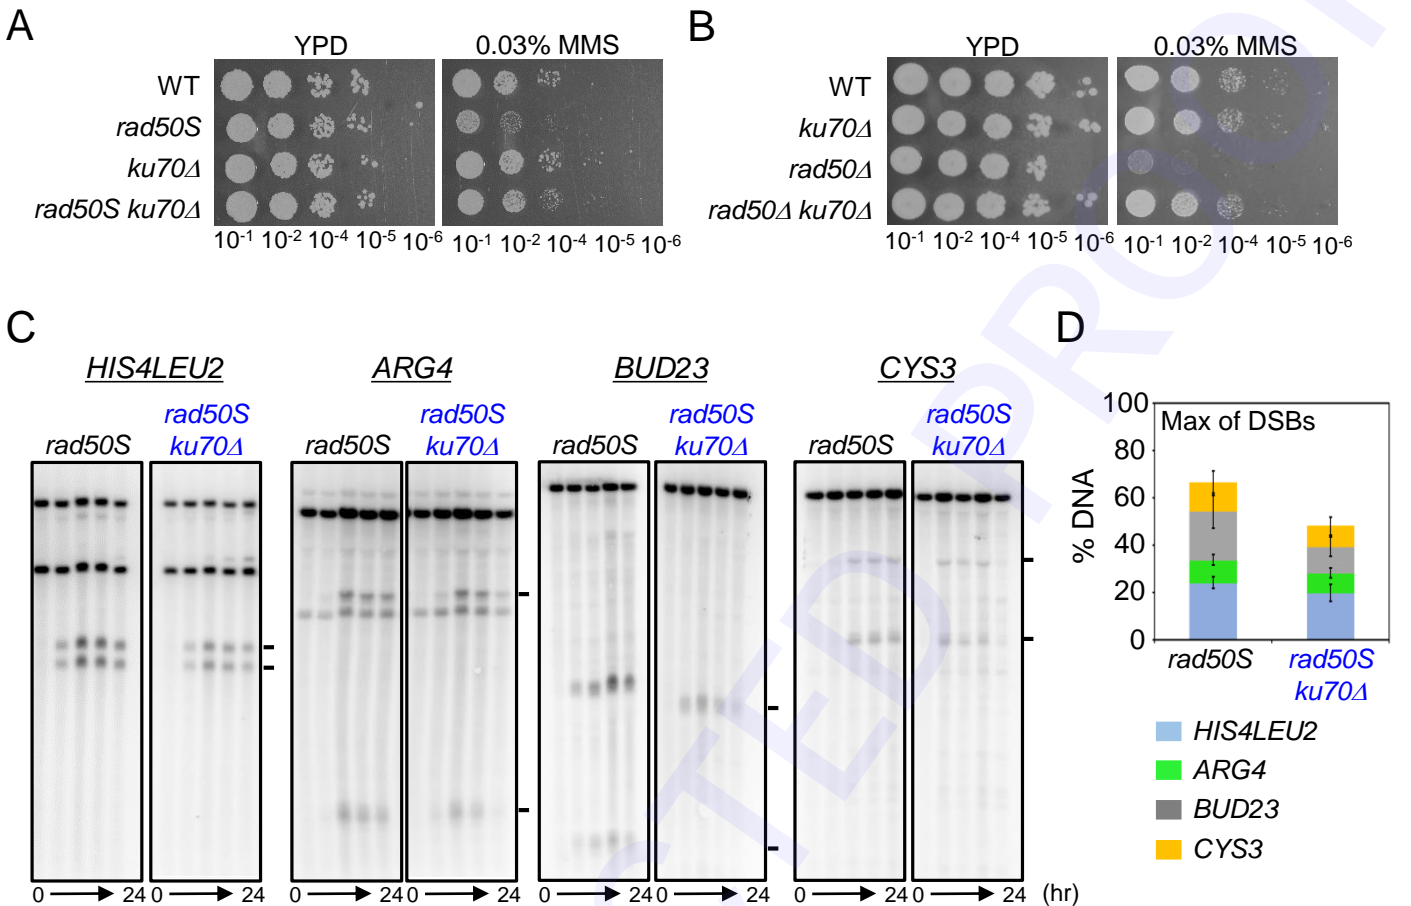 A
YPD
0.03% MMS
WT
rad50S
ku70Δ
rad50S ku70Δ
10-1 10-2 10-4 10-5 10-6
10-1 10-2 10-4 10-5 10-6
B
YPD
0.03% MMS
WT
ku70Δ
rad50Δ
rad50Δ ku70Δ
10-1 10-2 10-4 10-5 10-6
10-1 10-2 10-4 10-5 10-6
C
HIS4LEU2
ARG4
BUD23
CYS3
rad50S
rad50S
ku70Δ
rad50S
rad50S
ku70Δ
rad50S
rad50S
ku70Δ
rad50S
rad50S
ku70Δ
0 24 0 24
0 24 0 24
0 24 0 24
0 24 0 24 (hr)
D
Max of DSBs
% DNA
100
80
60
40
20
0
rad50S
rad50S
ku70Δ
HIS4LEU2
ARG4
BUD23
CYS3
CTED PRO